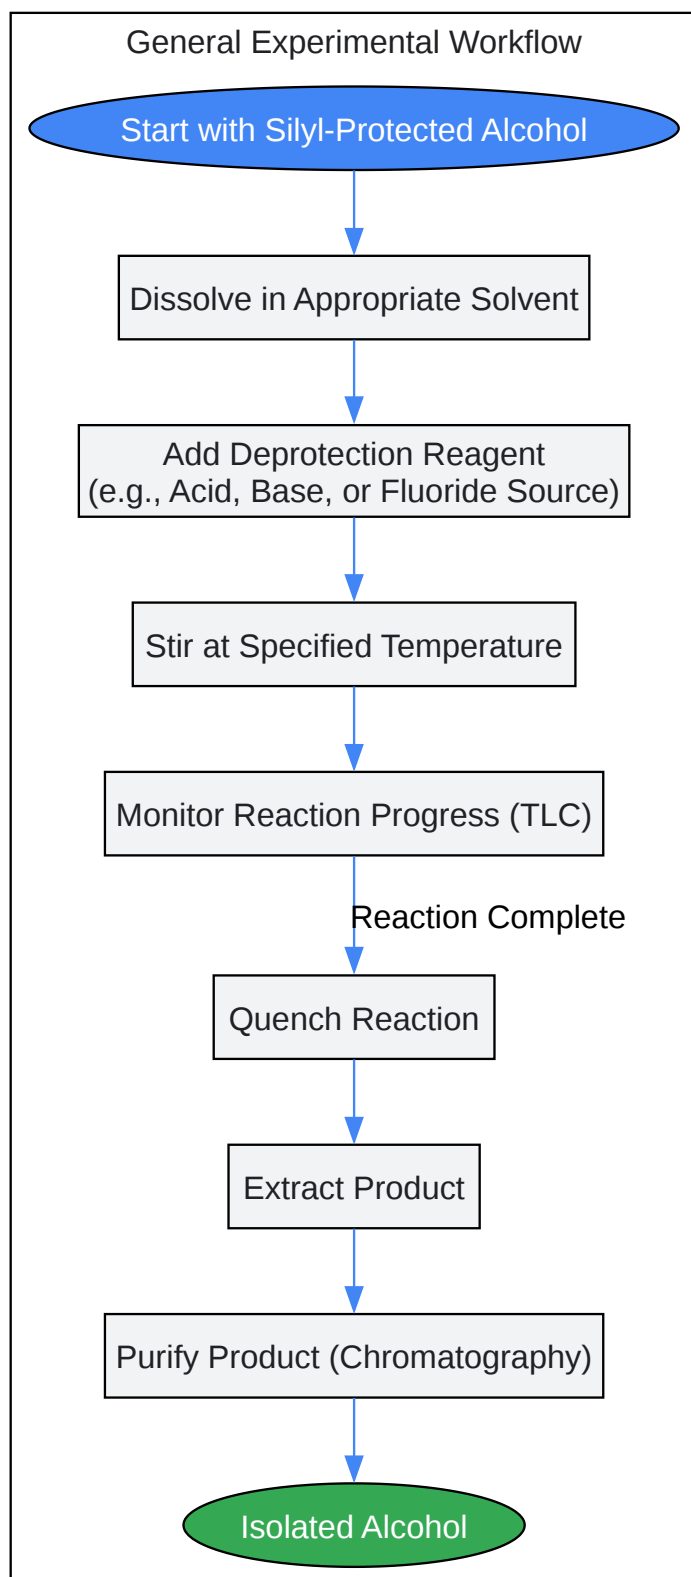 General Experimental Workflow
Start with Silyl-Protected Alcohol
Dissolve in Appropriate Solvent
Add Deprotection Reagent
(e.g., Acid, Base, or Fluoride Source)
Stir at Specified Temperature
Monitor Reaction Progress (TLC)
Reaction Complete
Quench Reaction
Extract Product
Purify Product (Chromatography)
Isolated Alcohol